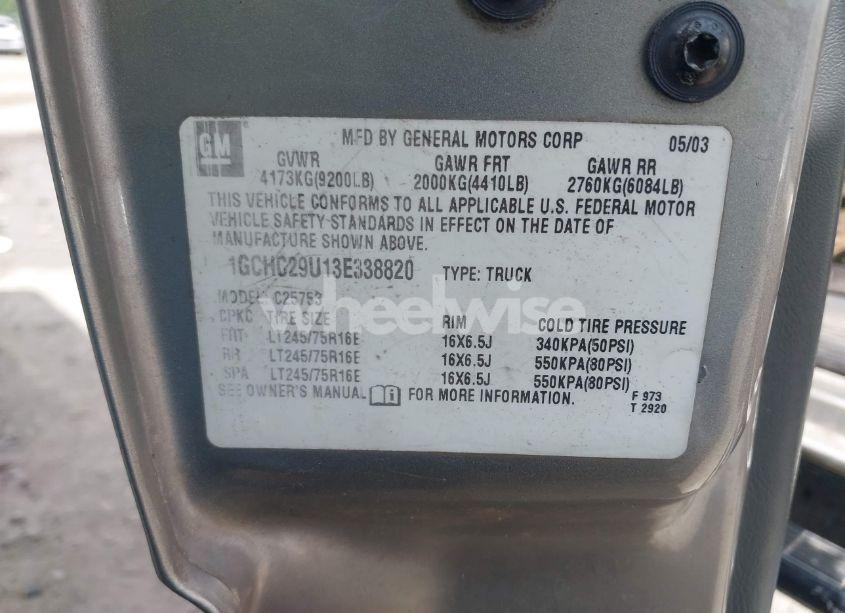 GM
MFD BY GENERAL MOTORS CORP 05/03
GVWR GAWR FRT GAWR RR
4173KG(9200LB) 2000KG(4410LB) 2760KG(6084LB)
THIS VEHICLE CONFORMS TO ALL APPLICABLE U.S. FEDERAL MOTOR
VEHICLE SAFETY STANDARDS IN EFFECT ON THE DATE OF
MANUFACTURE SHOWN ABOVE.
1GCHC29U13E338820 TYPE: TRUCK
MODEL: C25753
TIRE SIZE RIM COLD TIRE PRESSURE
FRT LT245/75R16E 16X6.5J 340KPA(50PSI)
RR LT245/75R16E 16X6.5J 550KPA(80PSI)
SPA LT245/75R16E 16X6.5J 550KPA(80PSI)
SEE OWNER'S MANUAL FOR MORE INFORMATION.
F 973
T 2920
wheelwise